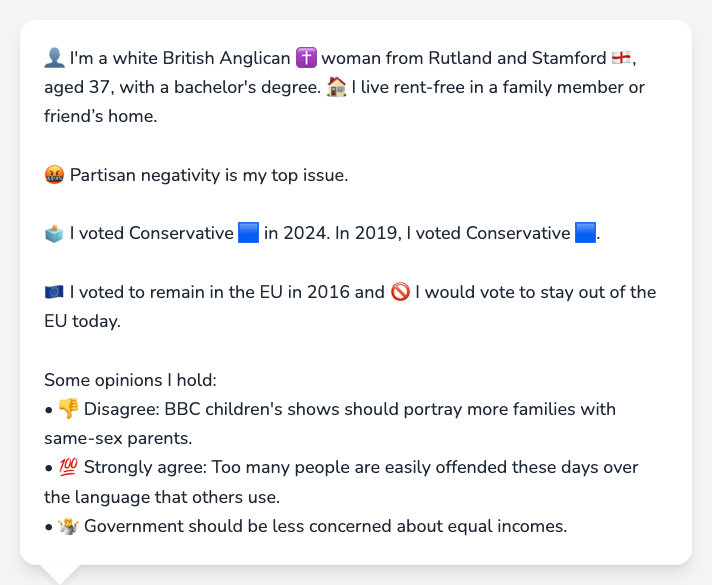 👤 I'm a white British Anglican ✝️ woman from Rutland and Stamford 🏴󠁧󠁢󠁥󠁮󠁧󠁿,
aged 37, with a bachelor's degree. 🏠 I live rent-free in a family member or
friend’s home.
🤬 Partisan negativity is my top issue.
🗳️ I voted Conservative 🟦 in 2024. In 2019, I voted Conservative 🟦.
🇪🇺 I voted to remain in the EU in 2016 and 🚫 I would vote to stay out of the
EU today.
Some opinions I hold:
• 👎 Disagree: BBC children's shows should portray more families with
same-sex parents.
• 💯 Strongly agree: Too many people are easily offended these days over
the language that others use.
• 🤷 Government should be less concerned about equal incomes.